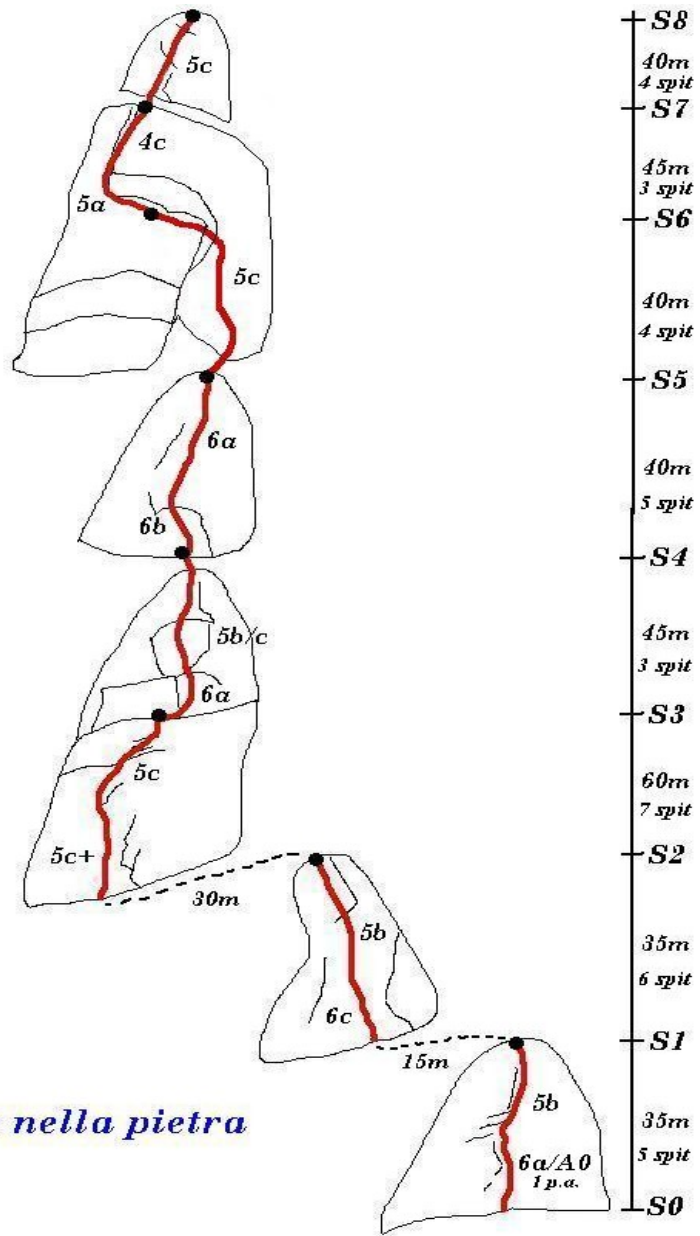 S8
5c
40m
4 spit
S7
4c
45m
3 spit
5a
S6
5c
40m
4 spit
S5
6a
40m
5 spit
6b
S4
5b/c
45m
3 spit
6a
S3
5c
60m
7 spit
5c+
S2
30m
5b
35m
6 spit
6c
S1
15m
5b
nella pietra
35m
5 spit
6a/A0
1 p.a.
S0